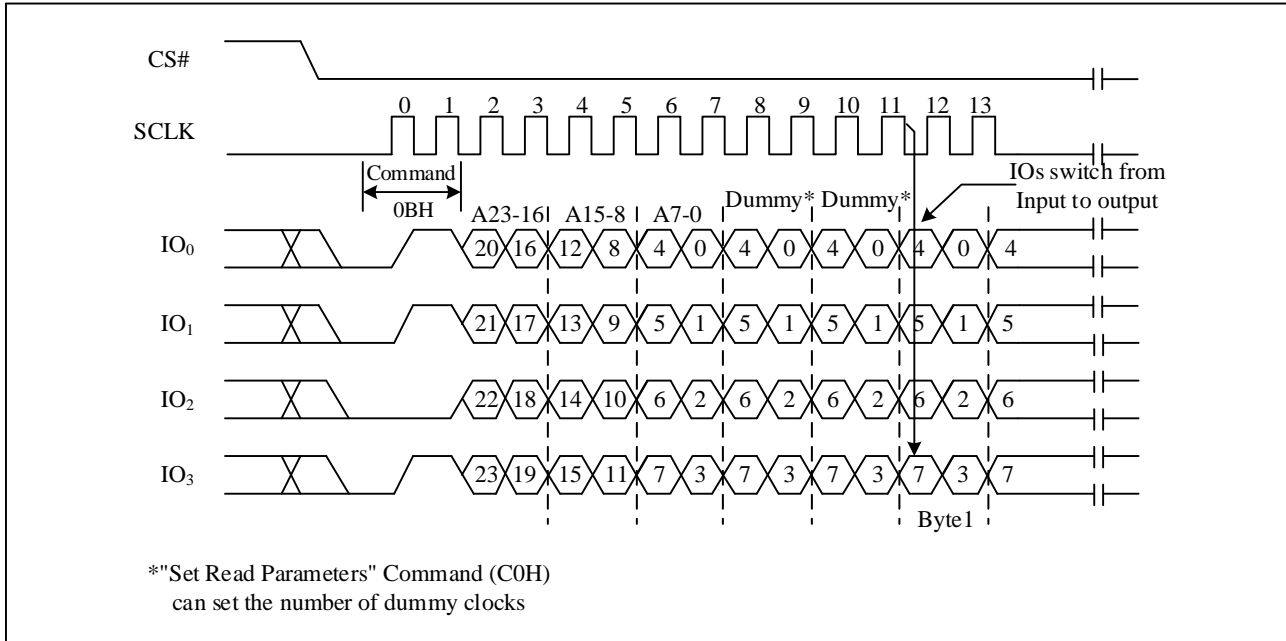 CS#
0 1 2 3 4 5 6 7 8 9 10 11 12 13
SCLK
Command
0BH
IOs switch from
Input to output
A23-16 A15-8 A7-0 Dummy* Dummy*
IO0 20 16 12 8 4 0 4 0 4 0 4 0 4
IO1 21 17 13 9 5 1 5 1 5 1 5 1 5
IO2 22 18 14 10 6 2 6 2 6 2 6 2 6
IO3 23 19 15 11 7 3 7 3 7 3 7 3 7
Byte1
*"Set Read Parameters" Command (C0H)
can set the number of dummy clocks